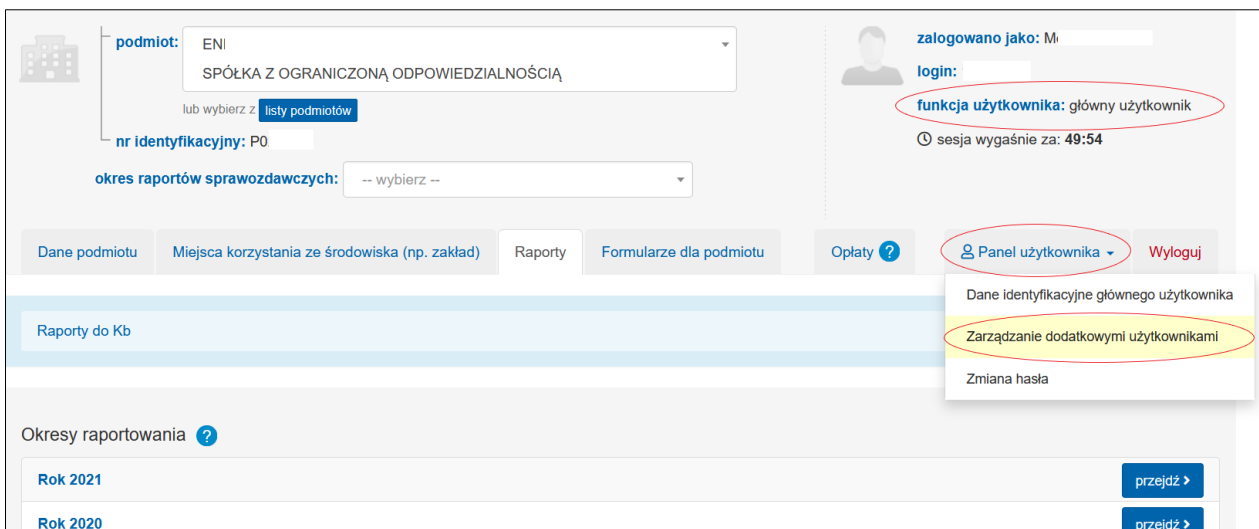 podmiot:
ENI
SPÓŁKA Z OGRANICZONĄ ODPOWIEDZIALNOŚCIĄ
lub wybierz z listy podmiotów
nr identyfikacyjny: P0
okres raportów sprawozdawczych: -- wybierz --
zalogowano jako:
login:
funkcja użytkownika: główny użytkownik
sesja wygaśnie za: 49:54
Dane podmiotu Miejsca korzystania ze środowiska (np. zakład) Raporty Formularze dla podmiotu Opłaty ? Panel użytkownika Wyloguj
Dane identyfikacyjne głównego użytkownika
Zarządzanie dodatkowymi użytkownikami
Zmiana hasła
Raporty do Kb
Okresy raportowania ?
Rok 2021 przejdź >
Rok 2020 przejdź >